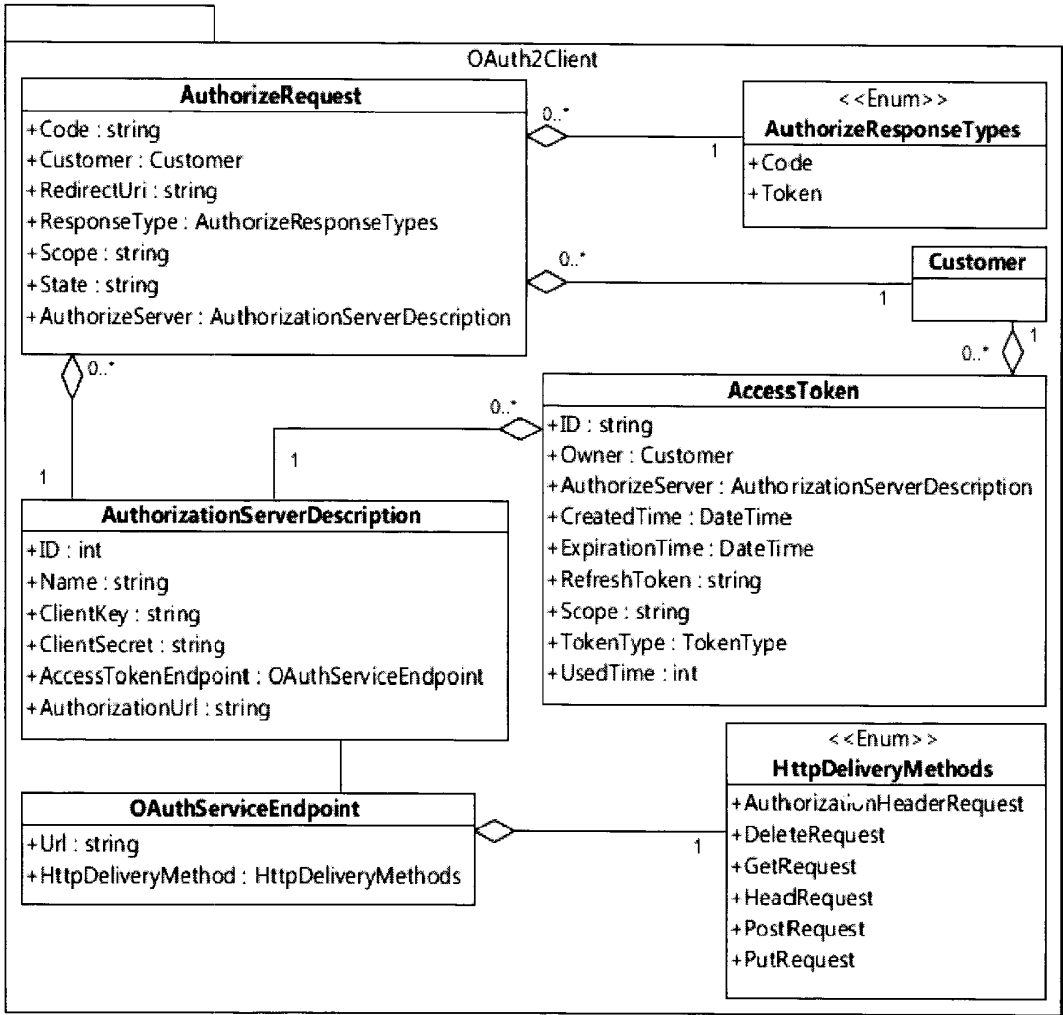 OAuth2Client
AuthorizeRequest
+Code : string
+Customer : Customer
+RedirectUri : string
+ResponseType : AuthorizeResponseTypes
+Scope : string
+State : string
+AuthorizeServer : AuthorizationServerDescription
0..*
1
<<Enum>>
AuthorizeResponseTypes
+Code
+Token
0..*
1
Customer
0..*
1
0..*
1
AccessToken
+ID : string
+Owner : Customer
+AuthorizeServer : AuthorizationServerDescription
+CreatedTime : DateTime
+ExpirationTime : DateTime
+RefreshToken : string
+Scope : string
+TokenType : TokenType
+UsedTime : int
0..*
1
AuthorizationServerDescription
+ID : int
+Name : string
+ClientKey : string
+ClientSecret : string
+AccessTokenEndpoint : OAuthServiceEndpoint
+AuthorizationUrl : string
OAuthServiceEndpoint
+Url : string
+HttpDeliveryMethod : HttpDeliveryMethods
1
<<Enum>>
HttpDeliveryMethods
+AuthorizationHeaderRequest
+DeleteRequest
+GetRequest
+HeadRequest
+PostRequest
+PutRequest